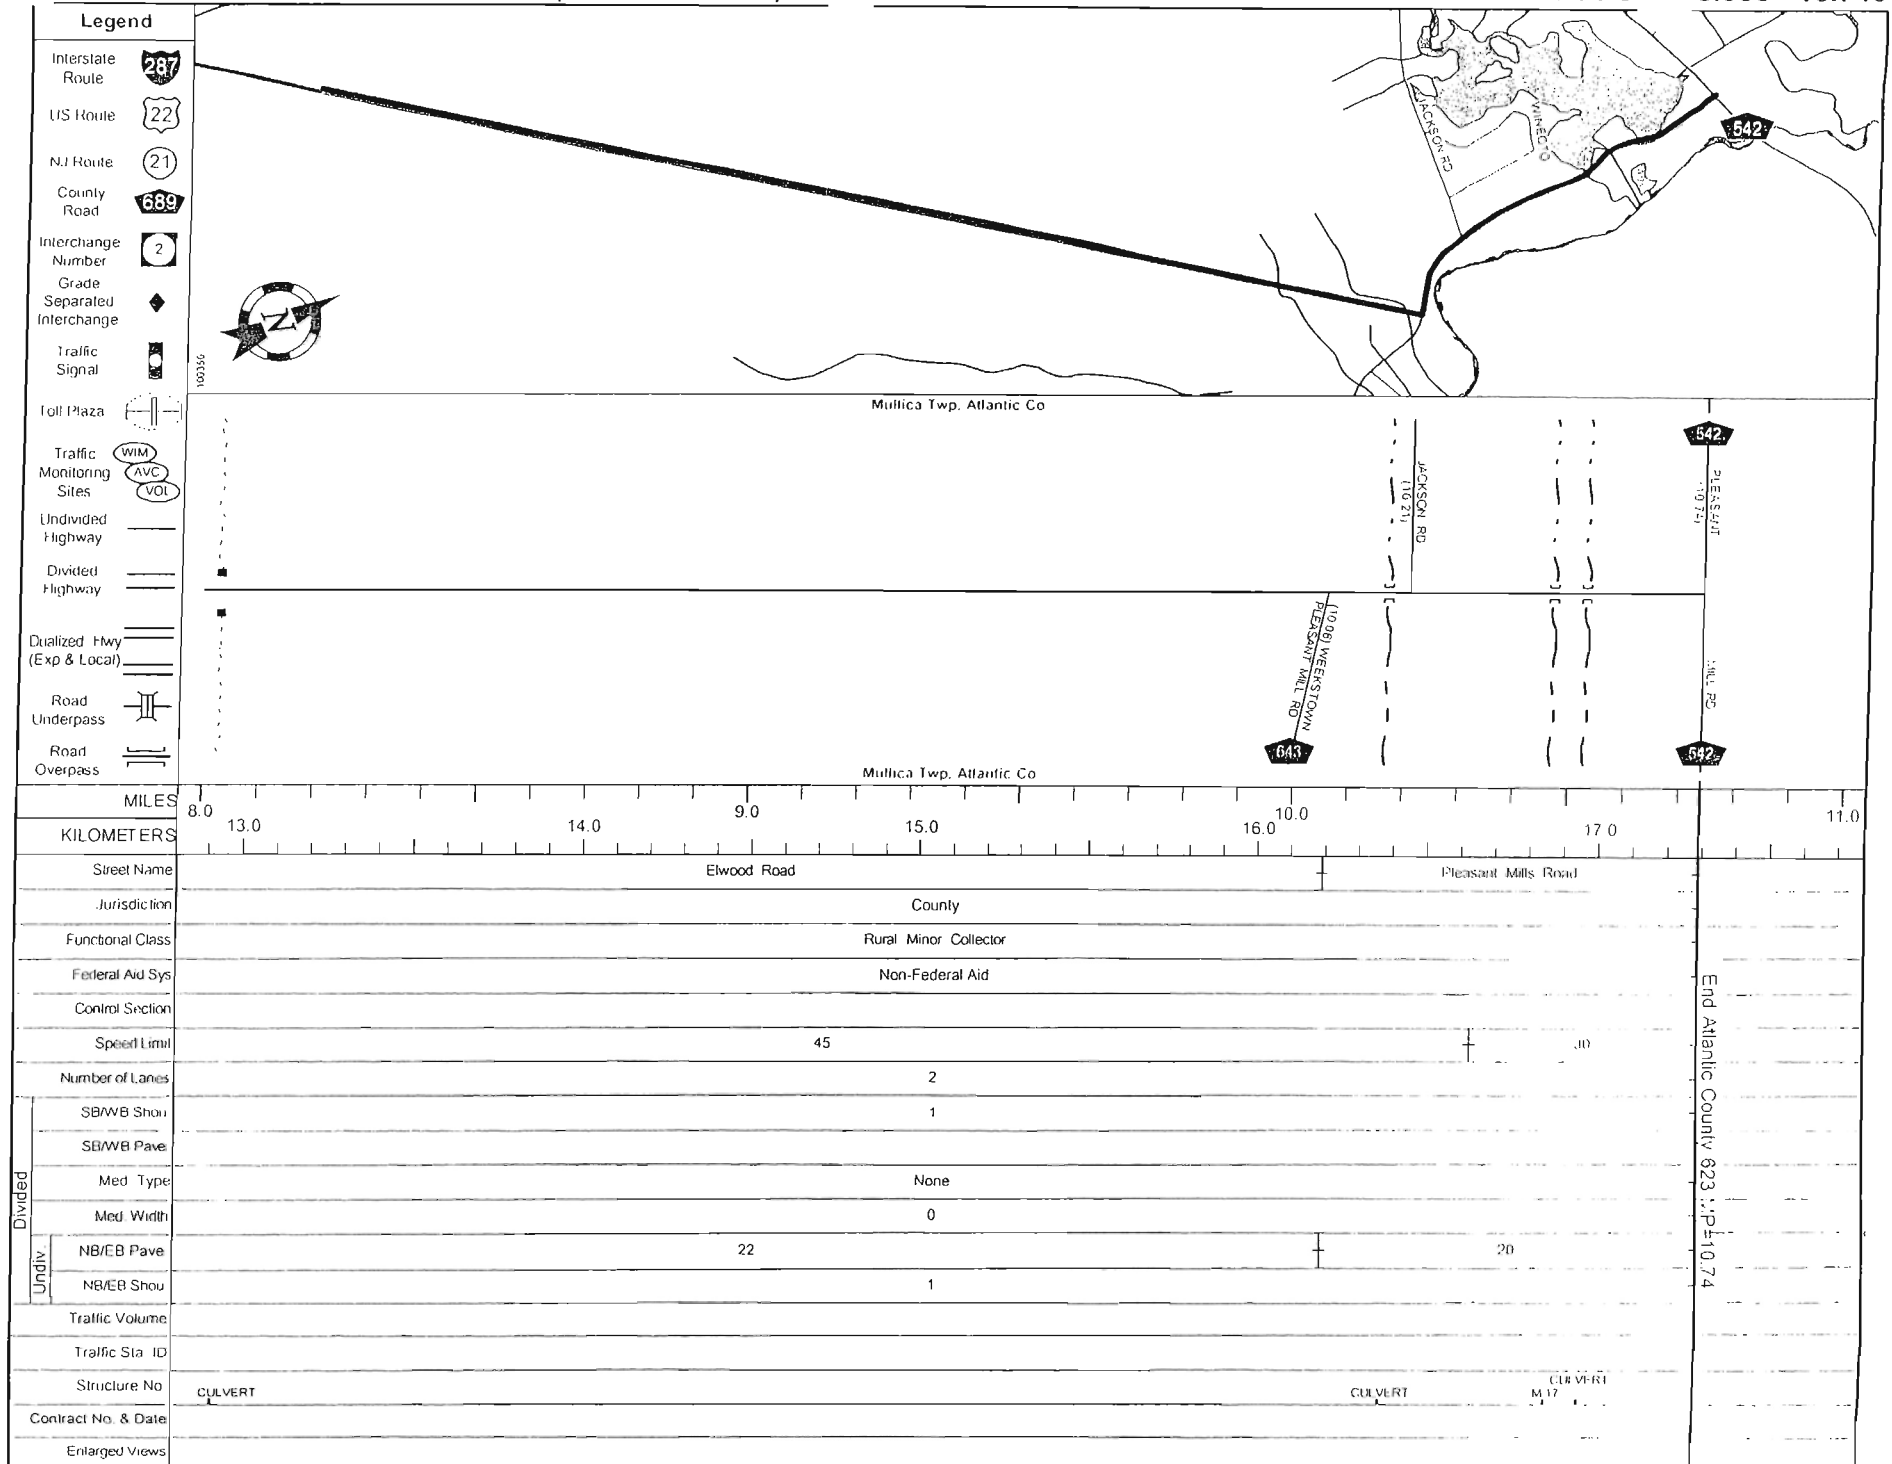 Legend
Interstate
Route
287
US Route
22
NJ Route
21
County
Road
689
Interchange
Number
2
Grade
Separated
Interchange
Traffic
Signal
Toll Plaza
Traffic
Monitoring
Sites
WIM
AVC
VOL
Undivided
Highway
Divided
Highway
Dualized Hwy
(Exp & Local)
Road
Underpass
Road
Overpass
N
JACKSON RD
542
Mullica Twp, Atlantic Co
JACKSON RD
(10.21)
542
PLEASANT
(10.74)
MILL RD
542
(10.06) WEEKSTOWN
PLEASANT MILL RD
643
Mullica Twp, Atlantic Co
MILES
8.0
9.0
10.0
11.0
KILOMETERS
13.0
14.0
15.0
16.0
17.0
Street Name
Elwood Road
Pleasant Mills Road
Jurisdiction
County
Functional Class
Rural Minor Collector
Federal Aid Sys
Non-Federal Aid
Control Section
Speed Limit
45
Number of Lanes
2
Divided
SB/WB Shou
1
SB/WB Pave
Med. Type
None
Med. Width
0
Undiv.
NB/EB Pave
22
20
NB/EB Shou
1
Traffic Volume
Traffic Sta ID
Structure No
CULVERT
CULVERT
CULVERT
Contract No. & Date
Enlarged Views
End Atlantic County 623 MP=10.74